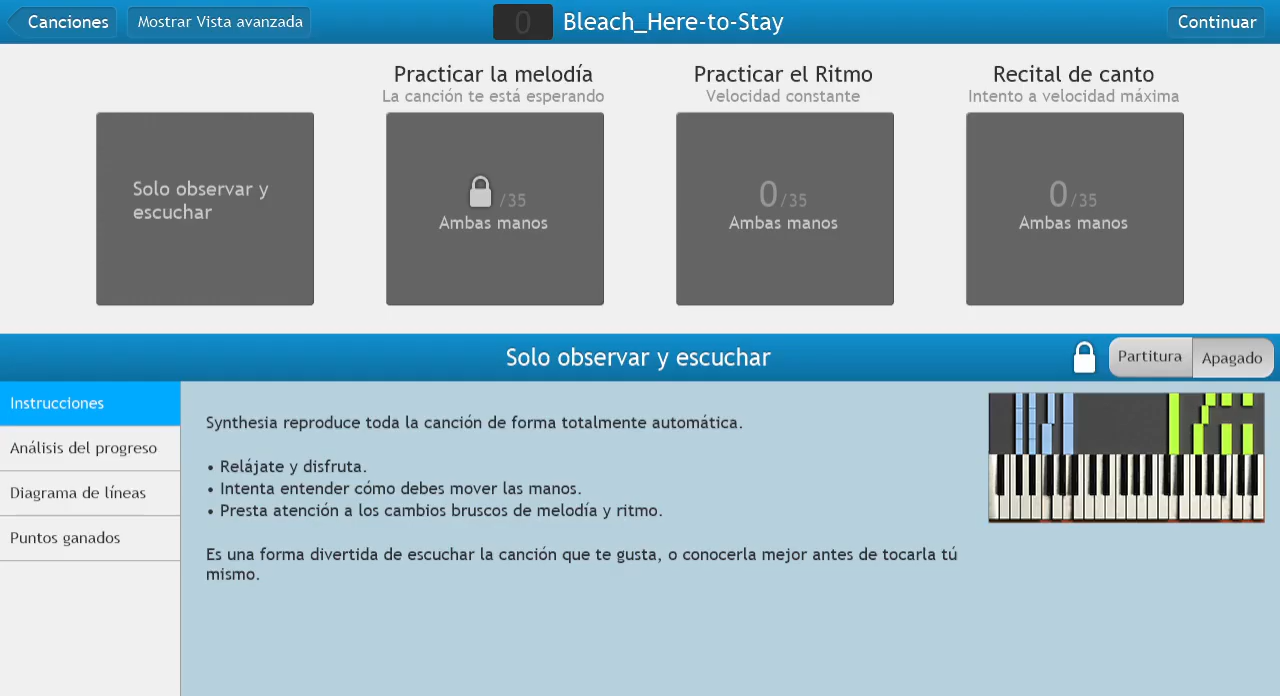 Canciones
Mostrar Vista avanzada
0
Bleach_Here-to-Stay
Continuar
Practicar la melodía
La canción te está esperando
Practicar el Ritmo
Velocidad constante
Recital de canto
Intento a velocidad máxima
Solo observar y
escuchar
/35
Ambas manos
0/35
Ambas manos
0/35
Ambas manos
Solo observar y escuchar
Partitura
Apagado
Instrucciones
Análisis del progreso
Diagrama de líneas
Puntos ganados
Synthesia reproduce toda la canción de forma totalmente automática.
• Relájate y disfruta.
• Intenta entender cómo debes mover las manos.
• Presta atención a los cambios bruscos de melodía y ritmo.
Es una forma divertida de escuchar la canción que te gusta, o conocerla mejor antes de tocarla tú
mismo.